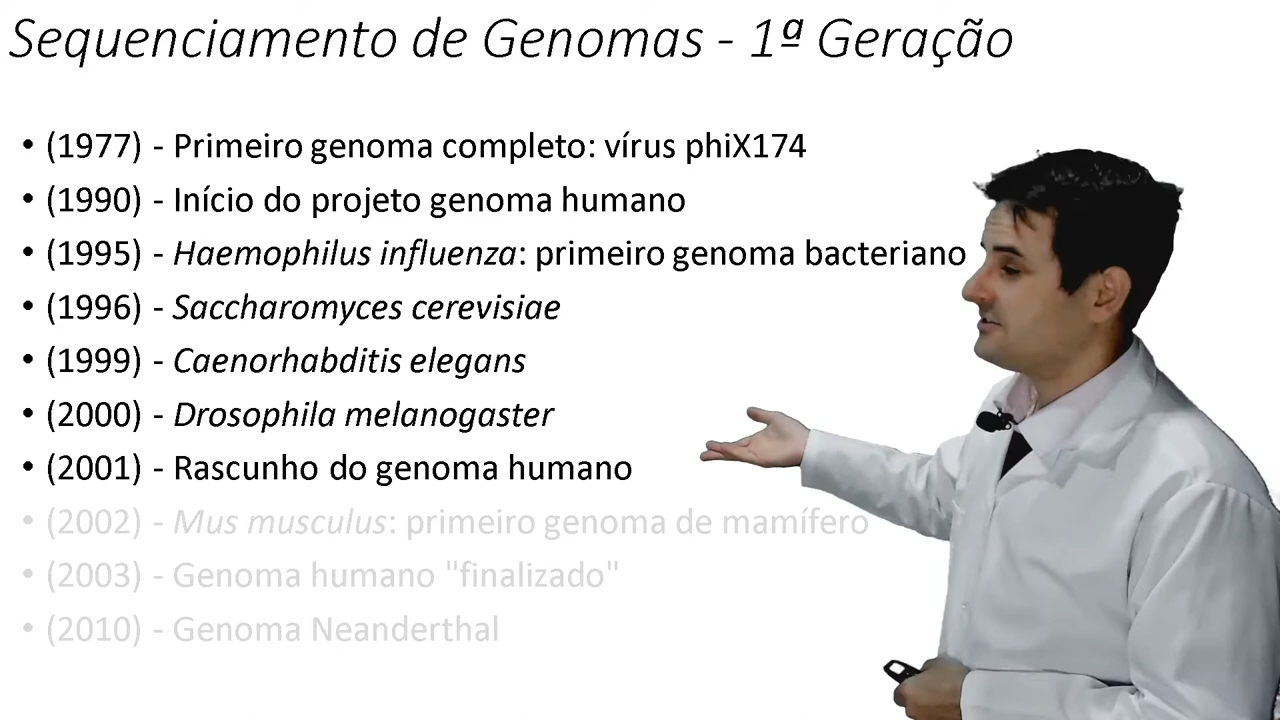 Sequenciamento de Genomas - 1ª Geração
• (1977) - Primeiro genoma completo: vírus phiX174
• (1990) - Início do projeto genoma humano
• (1995) - Haemophilus influenza: primeiro genoma bacteriano
• (1996) - Saccharomyces cerevisiae
• (1999) - Caenorhabditis elegans
• (2000) - Drosophila melanogaster
• (2001) - Rascunho do genoma humano
• (2002) - Mus musculus: primeiro genoma de mamífero
• (2003) - Genoma humano "finalizado"
• (2010) - Genoma Neanderthal